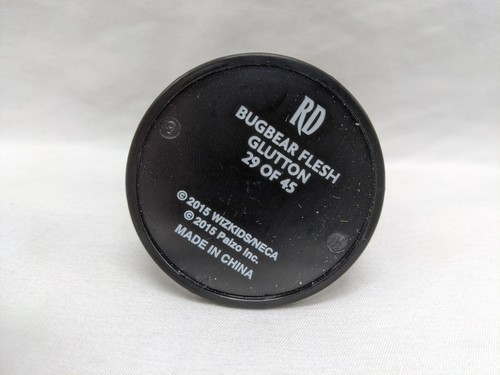 RD
BUGBEAR FLESH
GLUTTON
29 OF 45
© 2015 WIZKIDS/NECA
© 2015 Paizo Inc.
MADE IN CHINA